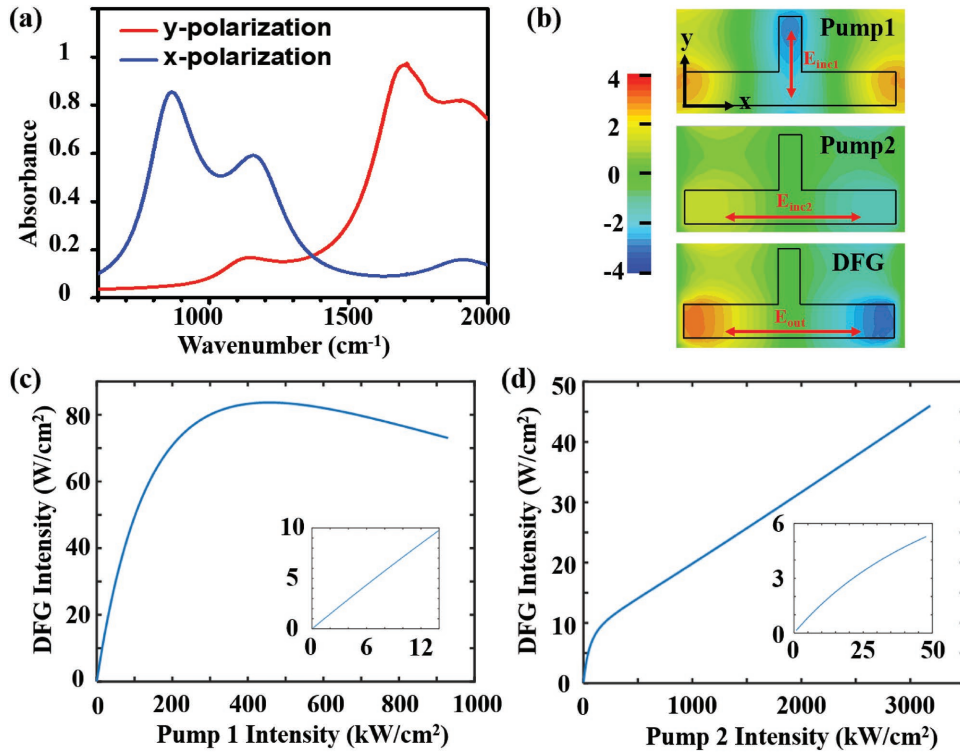 (a)
y-polarization
x-polarization
1
0.8
0.6
0.4
0.2
0
Absorbance
1000
1500
2000
Wavenumber (cm⁻¹)
(b)
4
2
0
-2
-4
Pump1
y
x
E_inc1
Pump2
E_inc2
DFG
E_out
(c)
80
60
40
20
0
DFG Intensity (W/cm²)
10
5
0
0
6
12
0
200
400
600
800
1000
Pump 1 Intensity (kW/cm²)
(d)
50
40
30
20
10
0
DFG Intensity (W/cm²)
6
3
0
0
25
50
0
1000
2000
3000
Pump 2 Intensity (kW/cm²)